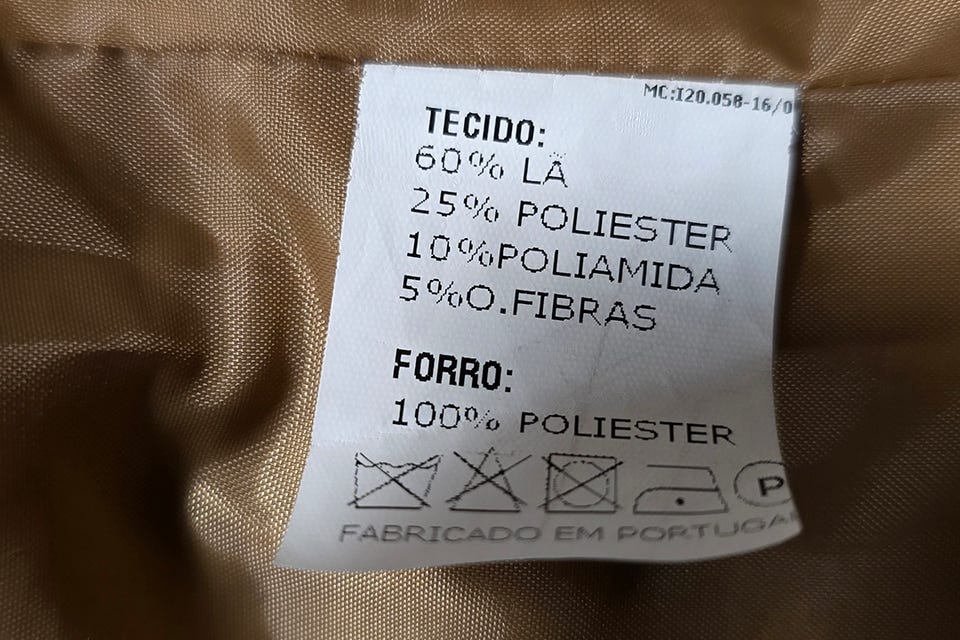 MC:I20.058-16/0
TECIDO:
60% LÃ
25% POLIESTER
10%POLIAMIDA
5%O.FIBRAS
FORRO:
100% POLIESTER
P
FABRICADO EM PORTUGAL